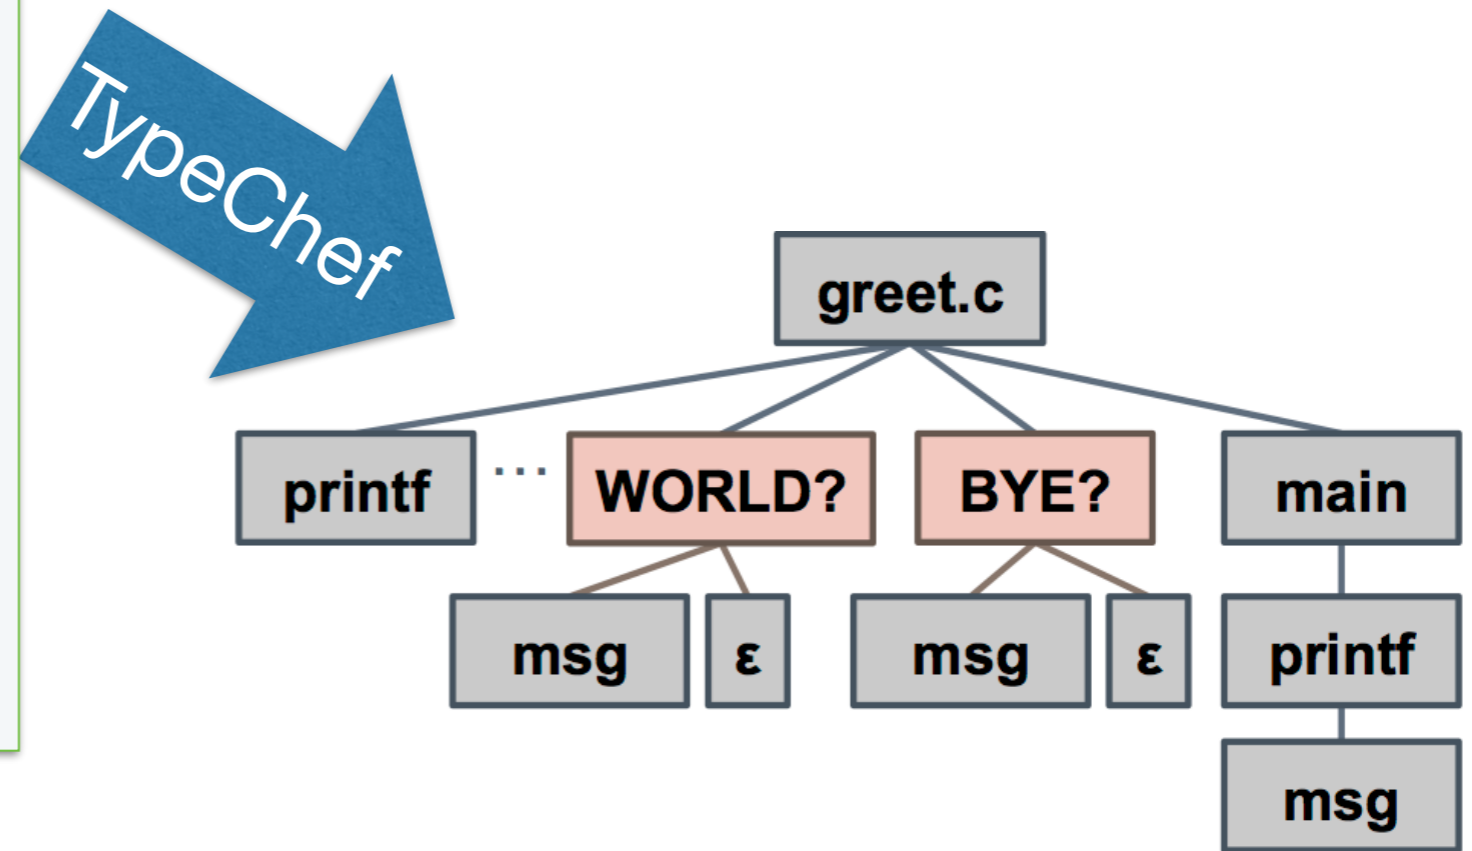 TypeChef
greet.c
printf ... WORLD? BYE? main
msg ε msg ε printf
msg